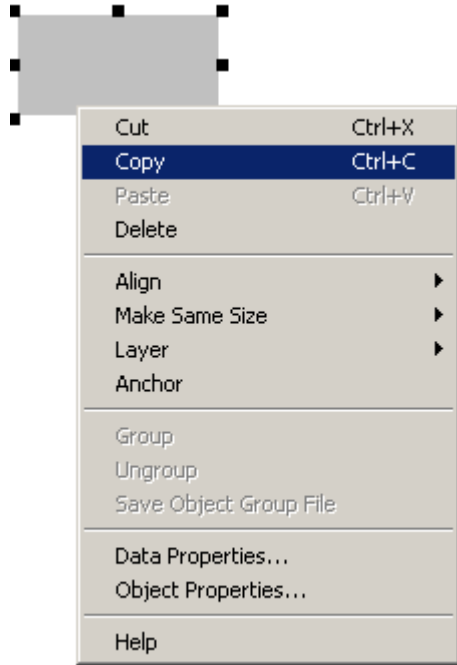 Cut Ctrl+X
Copy Ctrl+C
Paste Ctrl+V
Delete
Align
Make Same Size
Layer
Anchor
Group
Ungroup
Save Object Group File
Data Properties...
Object Properties...
Help